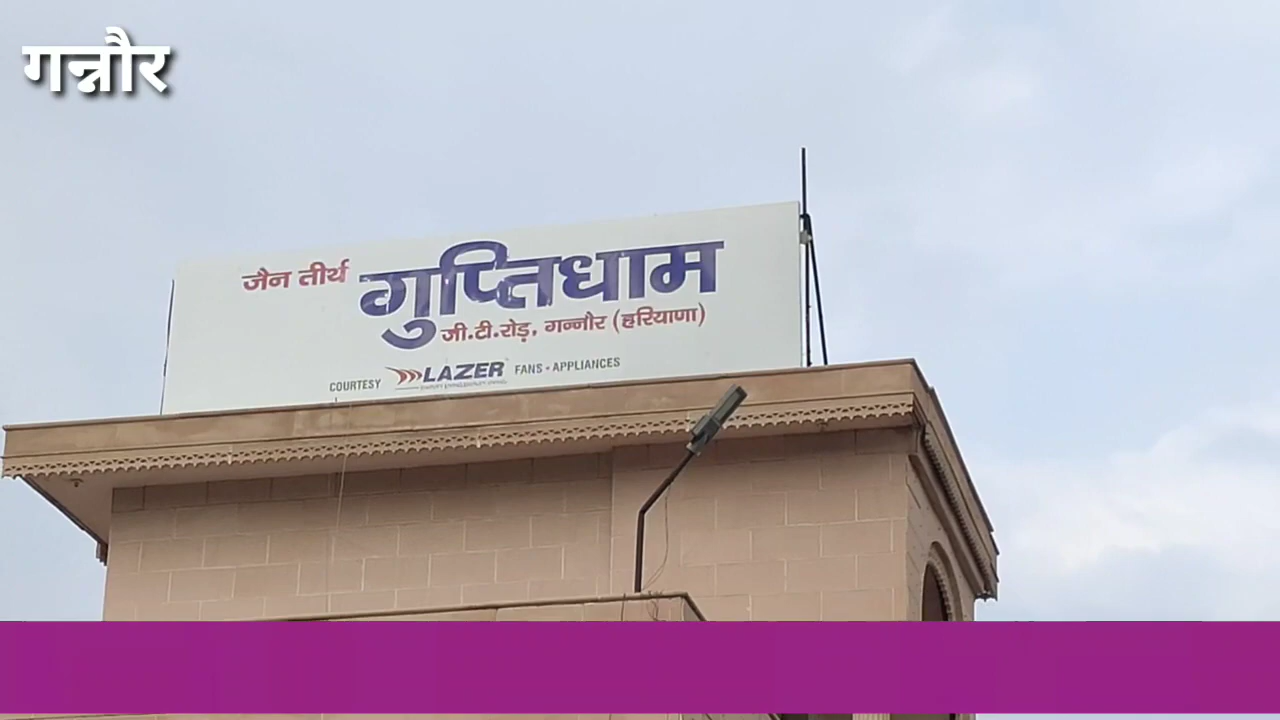 गन्नौर
जैन तीर्थ गुप्तिधाम
जी.टी.रोड़, गन्नौर (हरियाणा)
COURTESY LAZER FANS • APPLIANCES